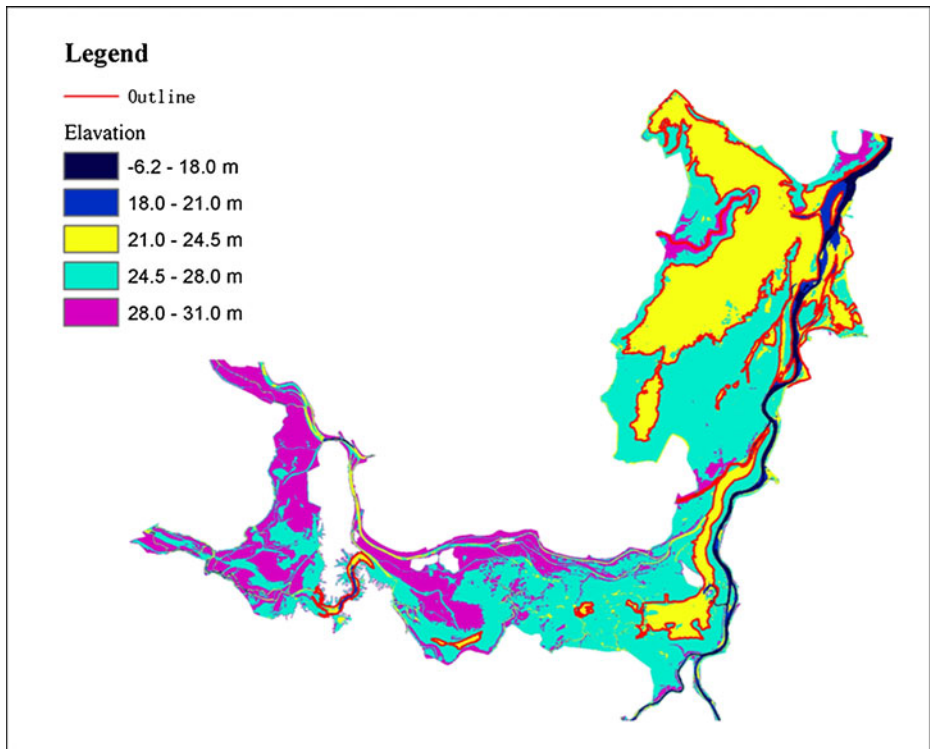 Legend
Outline
Elavation
-6.2 - 18.0 m
18.0 - 21.0 m
21.0 - 24.5 m
24.5 - 28.0 m
28.0 - 31.0 m